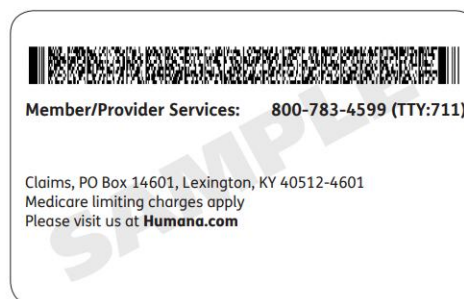 Member/Provider Services: 800-783-4599 (TTY:711)
Claims, PO Box 14601, Lexington, KY 40512-4601
Medicare limiting charges apply
Please visit us at Humana.com
SAMPLE